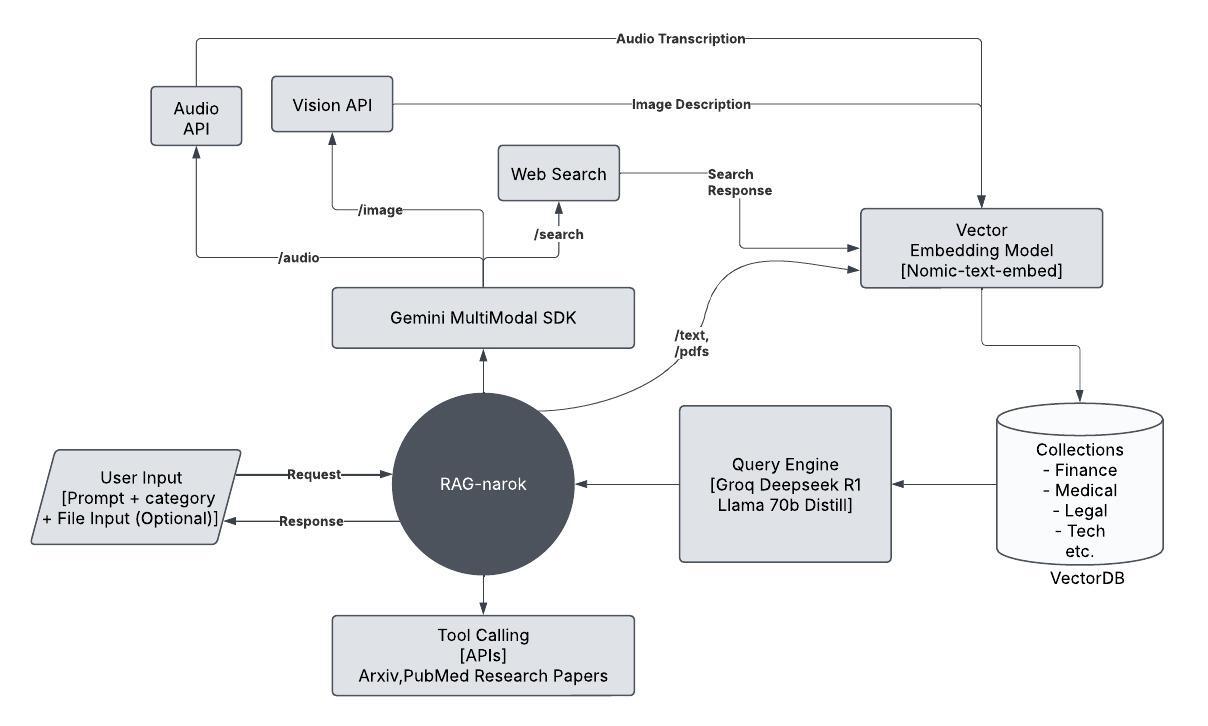 Audio Transcription
Audio
API
Vision API
Image Description
Web Search
Search
Response
/image
/search
/audio
Vector
Embedding Model
[Nomic-text-embed]
Gemini MultiModal SDK
/text,
/pdfs
User Input
[Prompt + category
+ File Input (Optional)]
Request
Response
RAG-narok
Query Engine
[Groq Deepseek R1
Llama 70b Distill]
Collections
- Finance
- Medical
- Legal
- Tech
etc.
VectorDB
Tool Calling
[APIs]
Arxiv,PubMed Research Papers